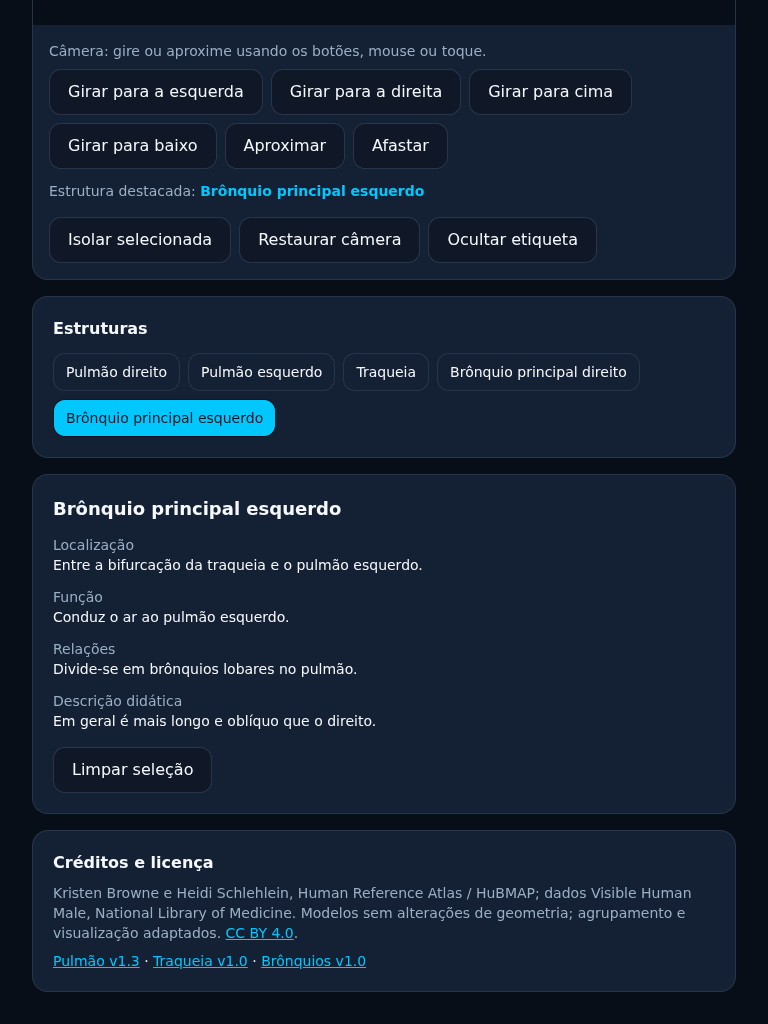 Câmera: gire ou aproxime usando os botões, mouse ou toque.
Girar para a esquerda Girar para a direita Girar para cima
Girar para baixo Aproximar Afastar
Estrutura destacada: Brônquio principal esquerdo
Isolar selecionada Restaurar câmera Ocultar etiqueta
Estruturas
Pulmão direito Pulmão esquerdo Traqueia Brônquio principal direito
Brônquio principal esquerdo
Brônquio principal esquerdo
Localização
Entre a bifurcação da traqueia e o pulmão esquerdo.
Função
Conduz o ar ao pulmão esquerdo.
Relações
Divide-se em brônquios lobares no pulmão.
Descrição didática
Em geral é mais longo e oblíquo que o direito.
Limpar seleção
Créditos e licença
Kristen Browne e Heidi Schlehlein, Human Reference Atlas / HuBMAP; dados Visible Human
Male, National Library of Medicine. Modelos sem alterações de geometria; agrupamento e
visualização adaptados. CC BY 4.0.
Pulmão v1.3 · Traqueia v1.0 · Brônquios v1.0